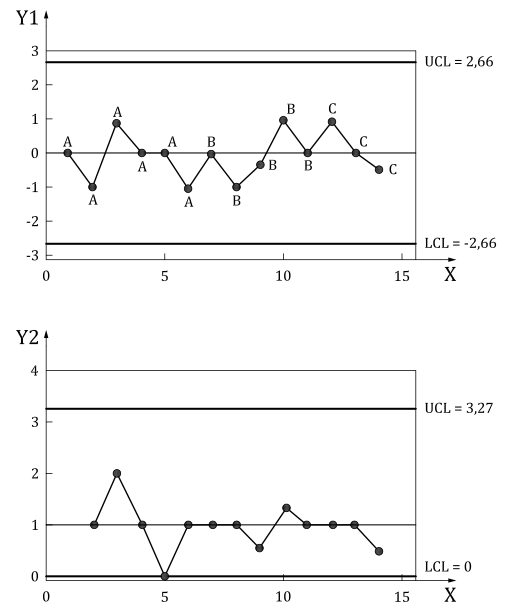 Y1
3
UCL = 2,66
2
1
A A A A A A B B B B B C C C
0
-1
-2
LCL = -2,66
-3
0 5 10 15
X
Y2
4
UCL = 3,27
3
2
1
LCL = 0
0
0 5 10 15
X